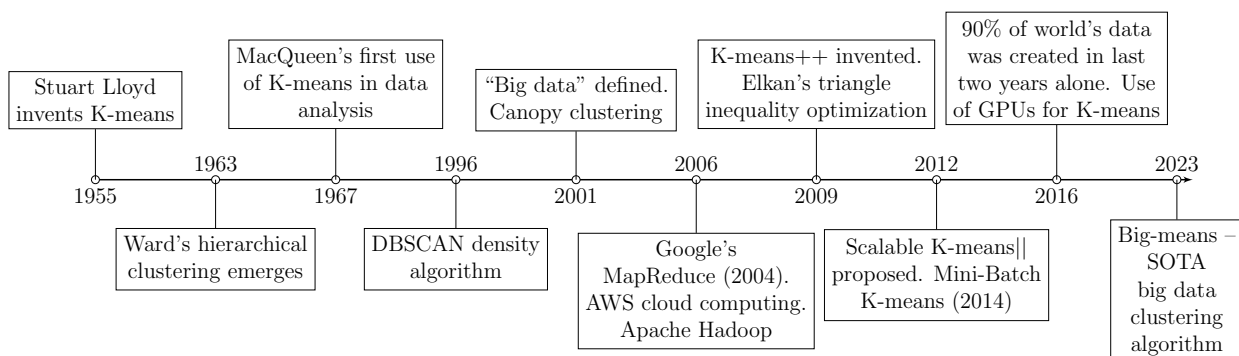 Stuart Lloyd
invents K-means
1955
1963
Ward's hierarchical
clustering emerges
MacQueen's first use
of K-means in data
analysis
1967
1996
DBSCAN density
algorithm
“Big data” defined.
Canopy clustering
2001
2006
Google's
MapReduce (2004).
AWS cloud computing.
Apache Hadoop
K-means++ invented.
Elkan's triangle
inequality optimization
2009
2012
Scalable K-means||
proposed. Mini-Batch
K-means (2014)
90% of world's data
was created in last
two years alone. Use
of GPUs for K-means
2016
2023
Big-means –
SOTA
big data
clustering
algorithm